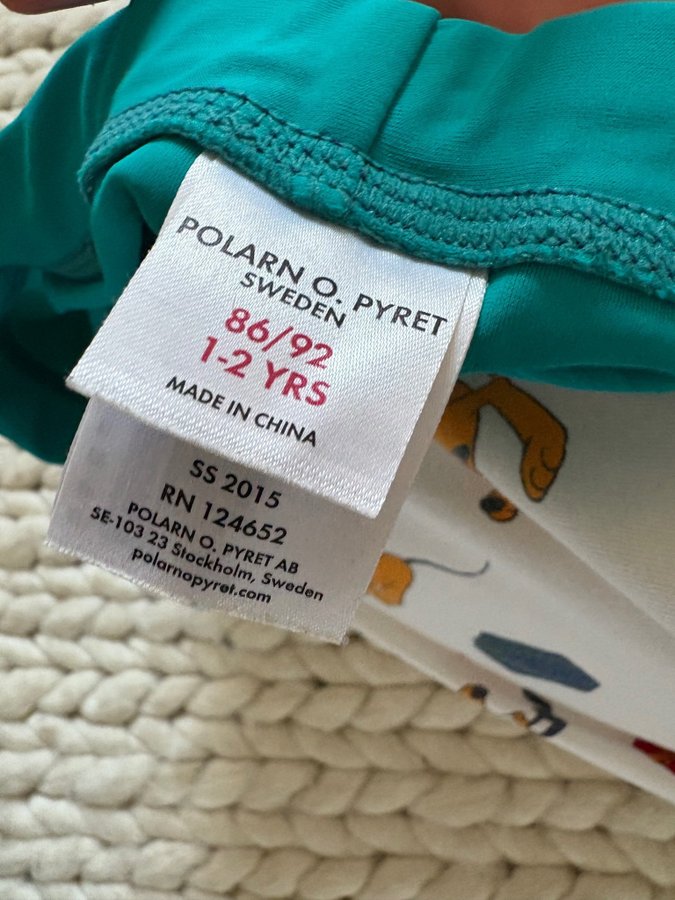 POLARN O. PYRET
SWEDEN
86/92
1-2 YRS
MADE IN CHINA
SS 2015
RN 124652
POLARN O. PYRET AB
SE-103 23 Stockholm, Sweden
polarnopyret.com